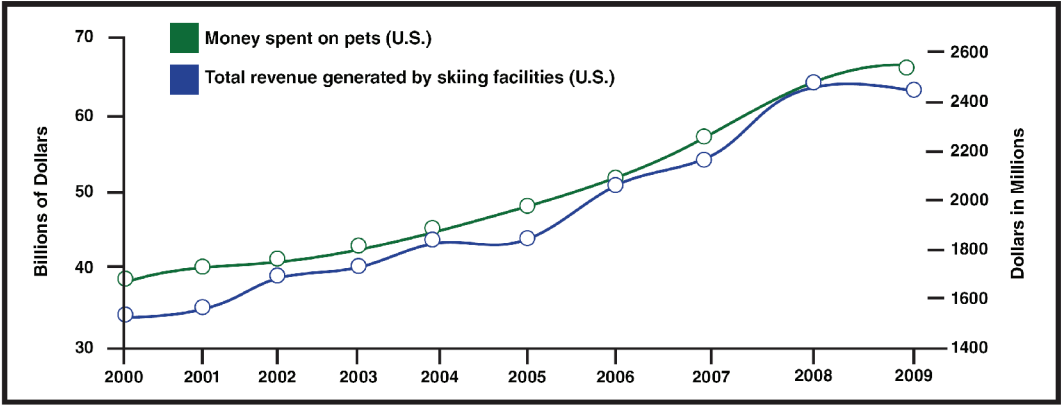 Money spent on pets (U.S.)
Total revenue generated by skiing facilities (U.S.)
Billions of Dollars
70
60
50
40
30
2600
2400
2200
2000
1800
1600
1400
Dollars in Millions
2000 2001 2002 2003 2004 2005 2006 2007 2008 2009